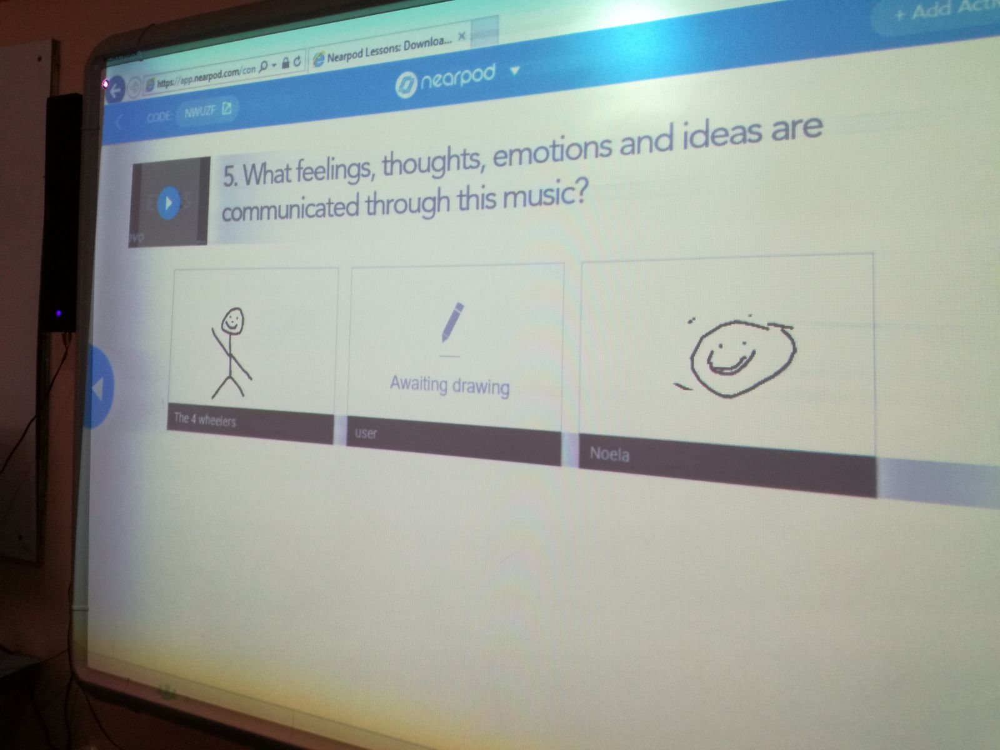 https://app.nearpod.com/con
Nearpod Lessons: Downloa...
nearpod
+ Add Acti
CODE: NWUZF
5. What feelings, thoughts, emotions and ideas are
communicated through this music?
Awaiting drawing
The 4 wheelers
user
Noela